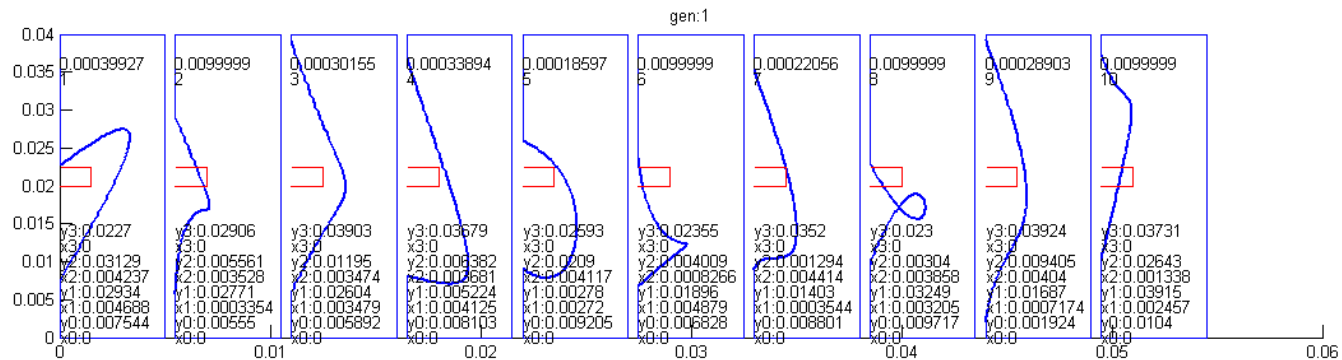 gen:1
0.04
0.035
0.03
0.025
0.02
0.015
0.01
0.005
0
0.00039927
1
y3:0.0227
x3:0
y2:0.03129
x2:0.004237
y1:0.02934
x1:0.004688
y0:0.007544
x0:0
0.0099999
2
y3:0.02906
x3:0
y2:0.005561
x2:0.003528
y1:0.02771
x1:0.0003354
y0:0.00555
x0:0
0.00030155
3
y3:0.03903
x3:0
y2:0.01195
x2:0.003474
y1:0.02604
x1:0.003479
y0:0.005892
x0:0
0.00033894
4
y3:0.03679
x3:0
y2:0.006382
y1:0.005224
x1:0.004125
y0:0.008103
x0:0
0.00018597
5
y3:0.02593
x3:0
y2:0.0209
x2:0.004117
y1:0.00278
x1:0.00272
y0:0.009205
x0:0
0.0099999
6
y3:0.02355
x3:0
y2:0.004009
x2:0.0008266
y1:0.01896
x1:0.004879
y0:0.006828
x0:0
0.00022056
7
y3:0.0352
x3:0
y2:0.001294
x2:0.004414
y1:0.01403
x1:0.0003544
y0:0.008801
x0:0
0.0099999
8
y3:0.023
x3:0
y2:0.00304
x2:0.003858
y1:0.03249
x1:0.003205
y0:0.009717
x0:0
0.00028903
9
y3:0.03924
x3:0
y2:0.009405
x2:0.00404
y1:0.01687
x1:0.0007174
y0:0.001924
x0:0
0.0099999
10
y3:0.03731
x3:0
y2:0.02643
x2:0.001338
y1:0.03915
x1:0.002457
y0:0.0104
x0:0
0 0.01 0.02 0.03 0.04 0.05 0.06